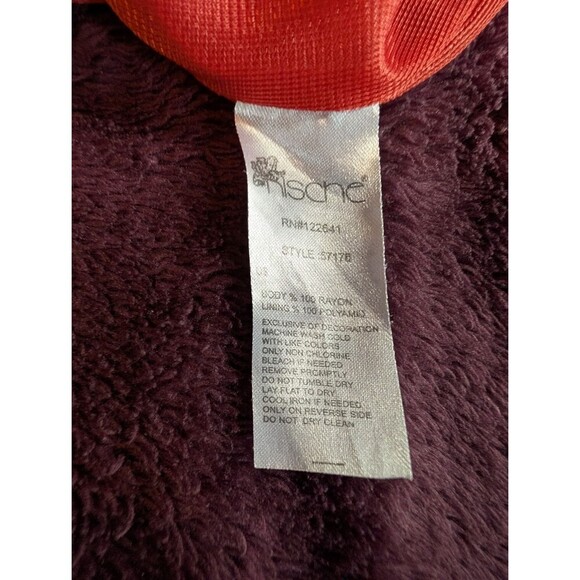 nische
RN#122641
STYLE :57176
US
BODY % 100 RAYON
LINING % 100 POLYAMID
EXCLUSIVE OF DECORATION
MACHINE WASH COLD
WITH LIKE COLORS
ONLY NON CHLORINE
BLEACH IF NEEDED
REMOVE PROMPTLY
DO NOT TUMBLE DRY
LAY FLAT TO DRY
COOL IRON IF NEEDED
ONLY ON REVERSE SIDE
DO NOT DRY CLEAN